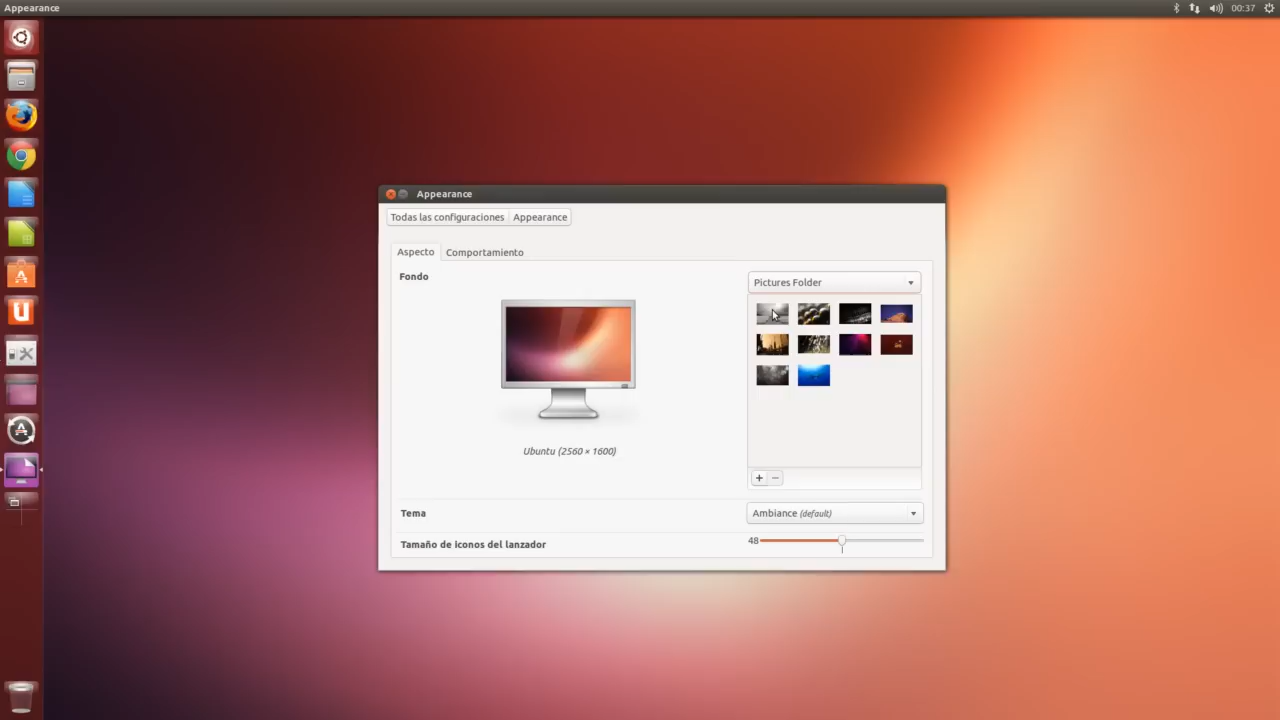 Appearance
00:37
Appearance
Todas las configuraciones Appearance
Aspecto Comportamiento
Fondo
Pictures Folder
Ubuntu (2560 × 1600)
Tema
Ambiance (default)
Tamaño de iconos del lanzador
48